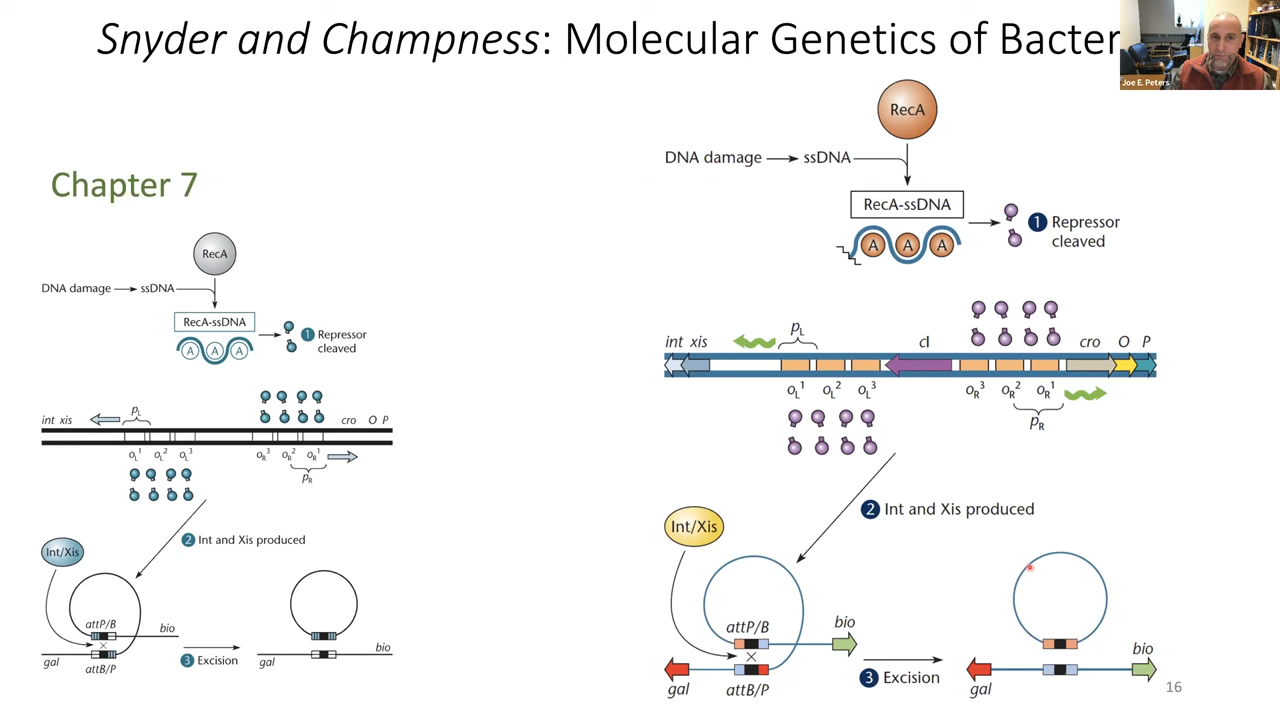 Snyder and Champness: Molecular Genetics of Bacter
Joe E. Peters
Chapter 7
RecA
DNA damage
ssDNA
RecA-ssDNA
A A A
1 Repressor
cleaved
int xis
pL
cro O P
oL1 oL2 oL3
oR3 oR2 oR1
pR
Int/Xis
2 Int and Xis produced
attP/B
bio
×
gal
attB/P
3 Excision
gal
bio
RecA
DNA damage
ssDNA
RecA-ssDNA
A A A
1 Repressor
cleaved
int xis
pL
cI
cro O P
oL1 oL2 oL3
oR3 oR2 oR1
pR
2 Int and Xis produced
Int/Xis
attP/B
bio
×
gal
attB/P
3 Excision
gal
bio
16